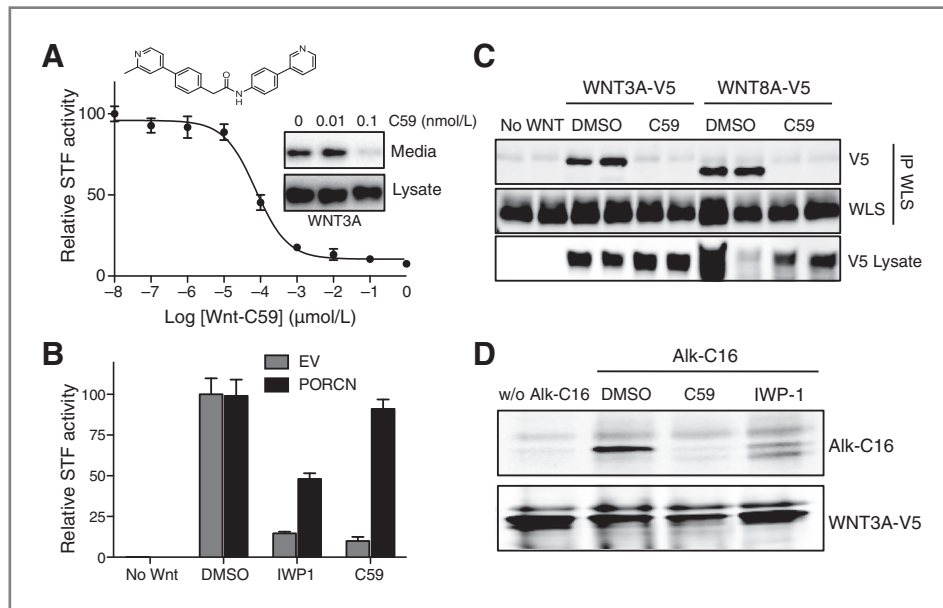 A
N
O
N
H
N
Relative STF activity
100
50
0
−8 −7 −6 −5 −4 −3 −2 −1 0
Log [Wnt-C59] (μmol/L)
0 0.01 0.1 C59 (nmol/L)
Media
Lysate
WNT3A
B
EV
PORCN
Relative STF activity
100
75
50
25
0
No Wnt DMSO IWP1 C59
C
WNT3A-V5 WNT8A-V5
No WNT DMSO C59 DMSO C59
V5
WLS
IP WLS
V5 Lysate
D
Alk-C16
w/o Alk-C16 DMSO C59 IWP-1
Alk-C16
WNT3A-V5